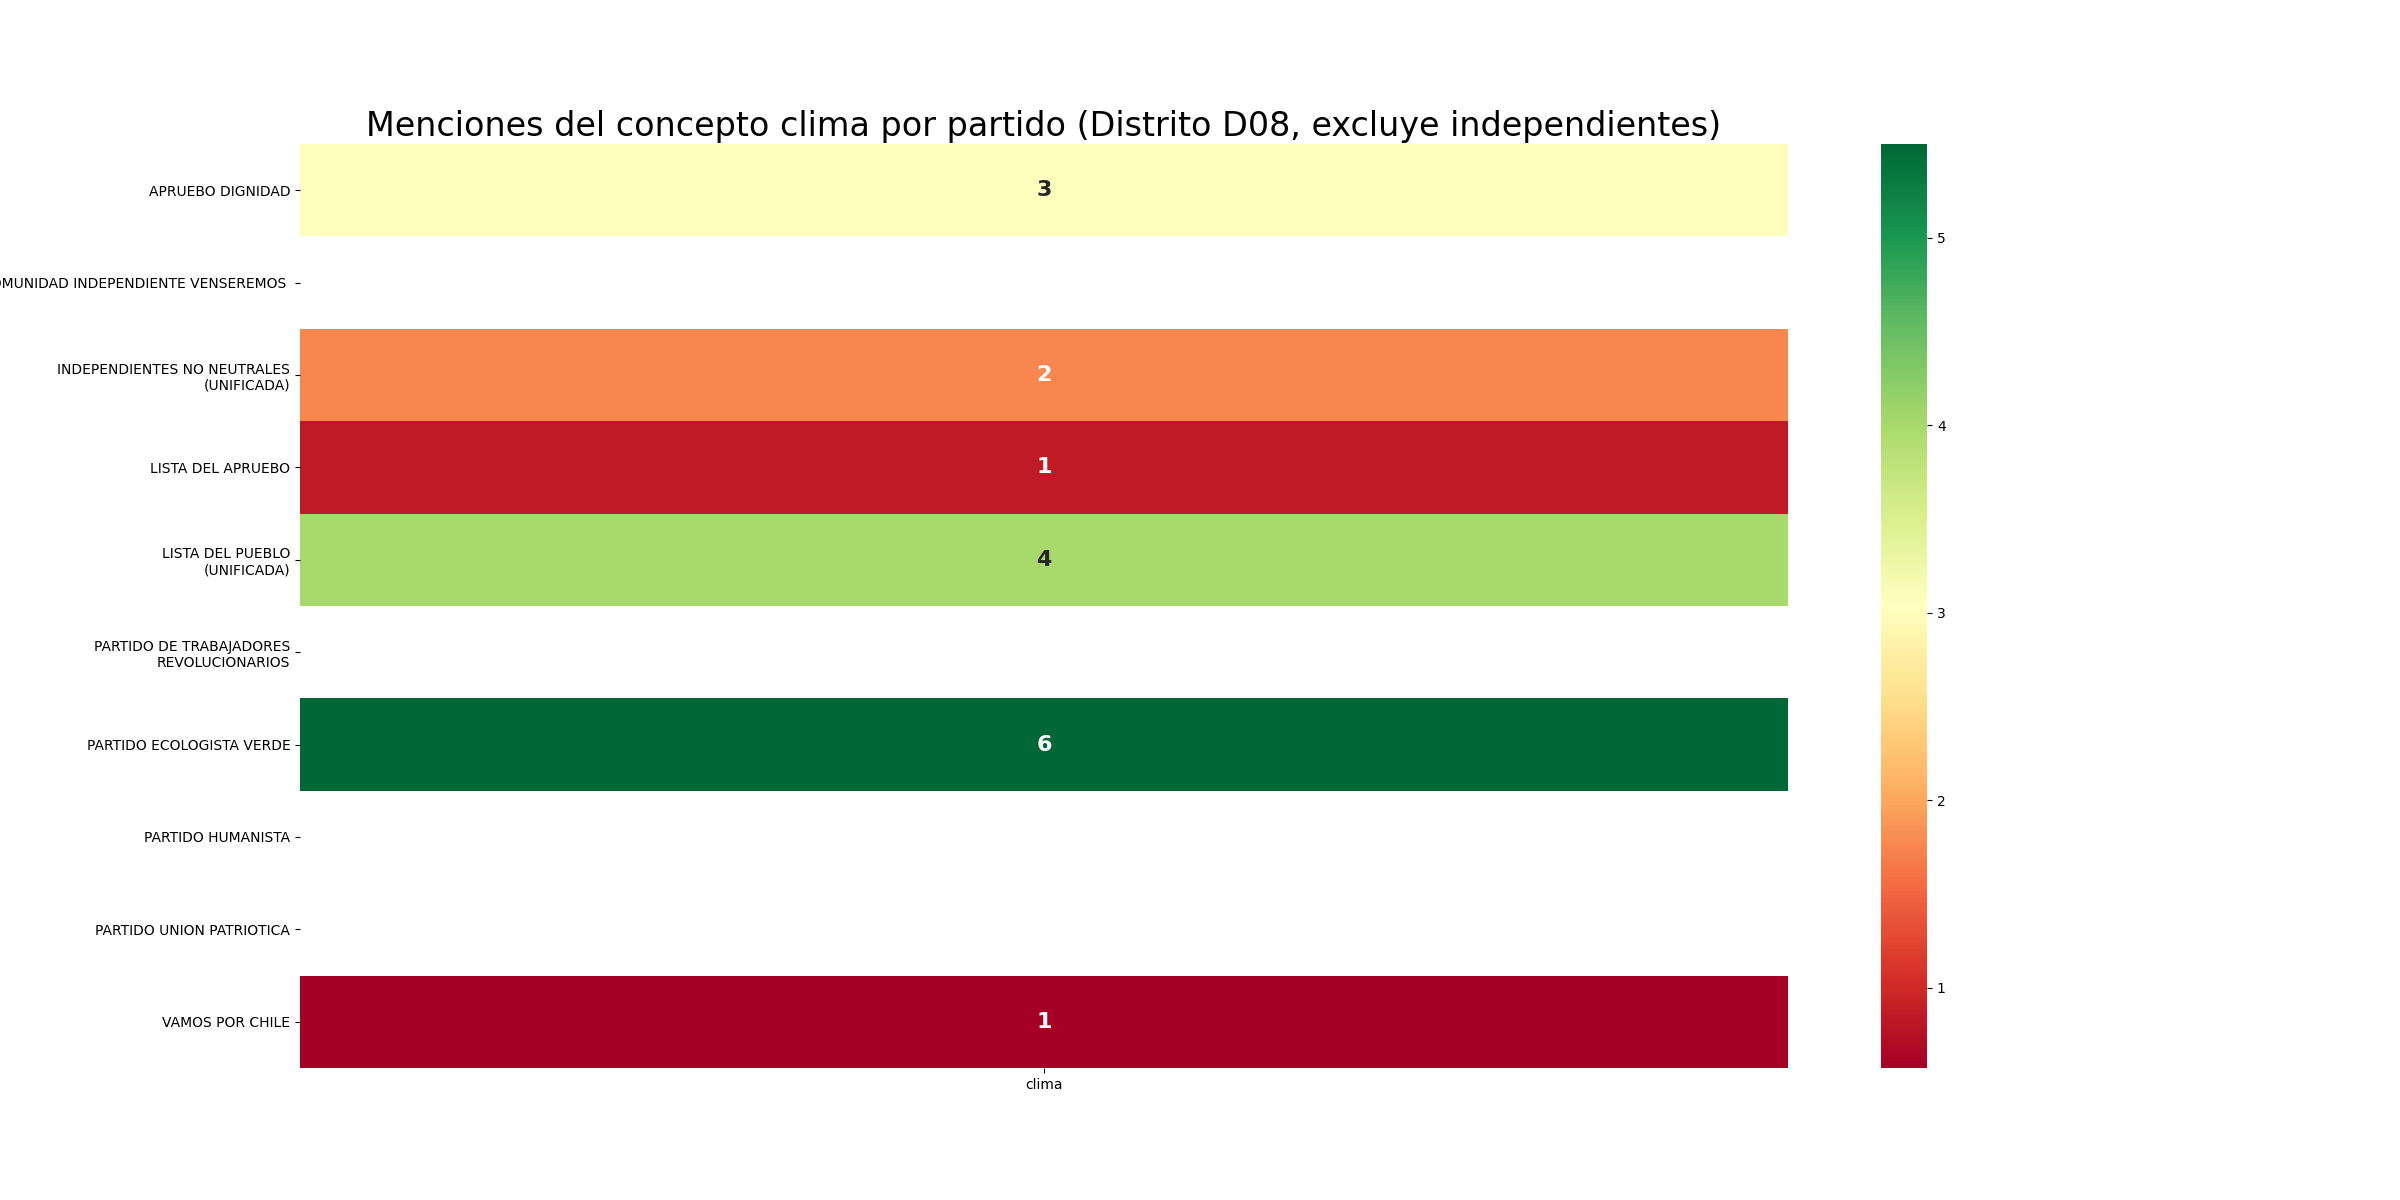 Menciones del concepto clima por partido (Distrito D08, excluye independientes)
APRUEBO DIGNIDAD
3
INDEPENDIENTE VENSEREMOS
INDEPENDIENTES NO NEUTRALES
(UNIFICADA)
2
LISTA DEL APRUEBO
1
LISTA DEL PUEBLO
(UNIFICADA)
4
PARTIDO DE TRABAJADORES
REVOLUCIONARIOS
PARTIDO ECOLOGISTA VERDE
6
PARTIDO HUMANISTA
PARTIDO UNION PATRIOTICA
VAMOS POR CHILE
1
clima
5
4
3
2
1